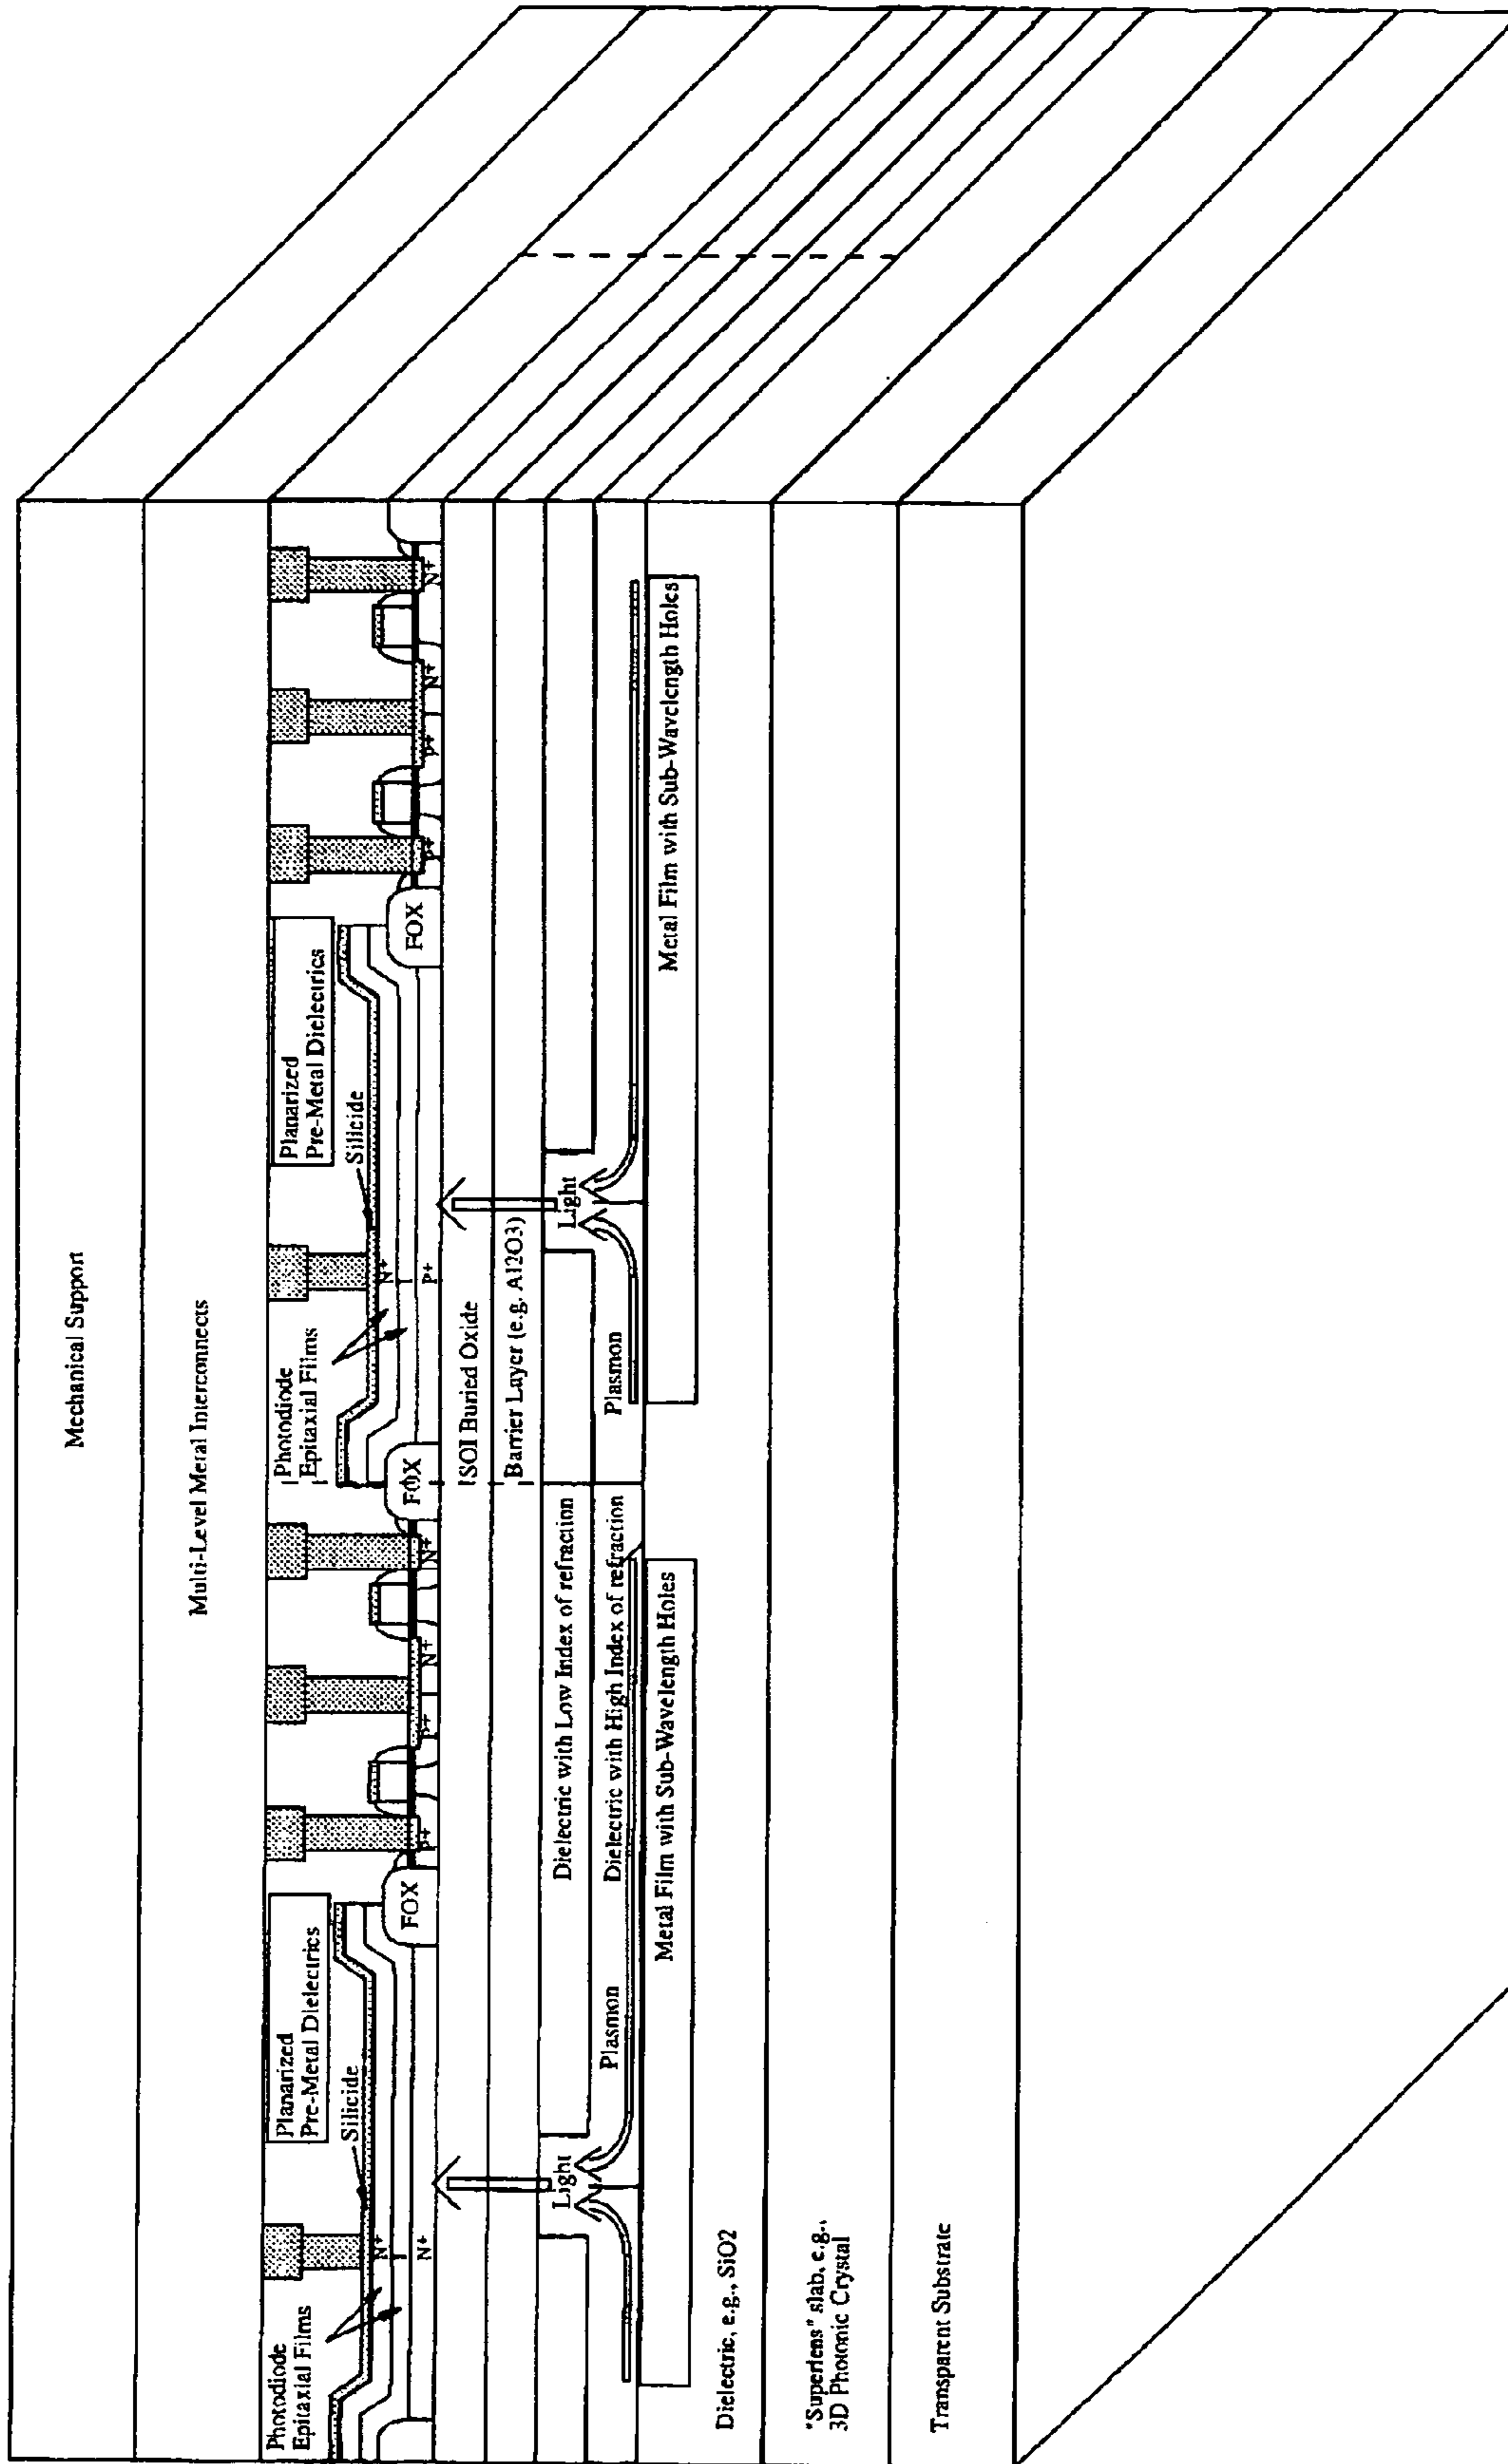 Mechanical Support
Multi-Level Metal Interconnects
Photodiode
Epitaxial Films
Silicide
Planarized
Pre-Metal Dielectrics
N+
I
N+
FOX
P+
P+
N+
N+
FOX
Photodiode
Epitaxial Films
Silicide
Planarized
Pre-Metal Dielectrics
N+
I
P+
FOX
P+
P+
N+
N+
SOI Buried Oxide
Barrier Layer (e.g. Al2O3)
Light
Dielectric with Low Index of refraction
Light
Plasmon
Dielectric with High Index of refraction
Plasmon
Metal Film with Sub-Wavelength Holes
Metal Film with Sub-Wavelength Holes
Dielectric, e.g., SiO2
"Superlens" slab, e.g.,
3D Photonic Crystal
Transparent Substrate